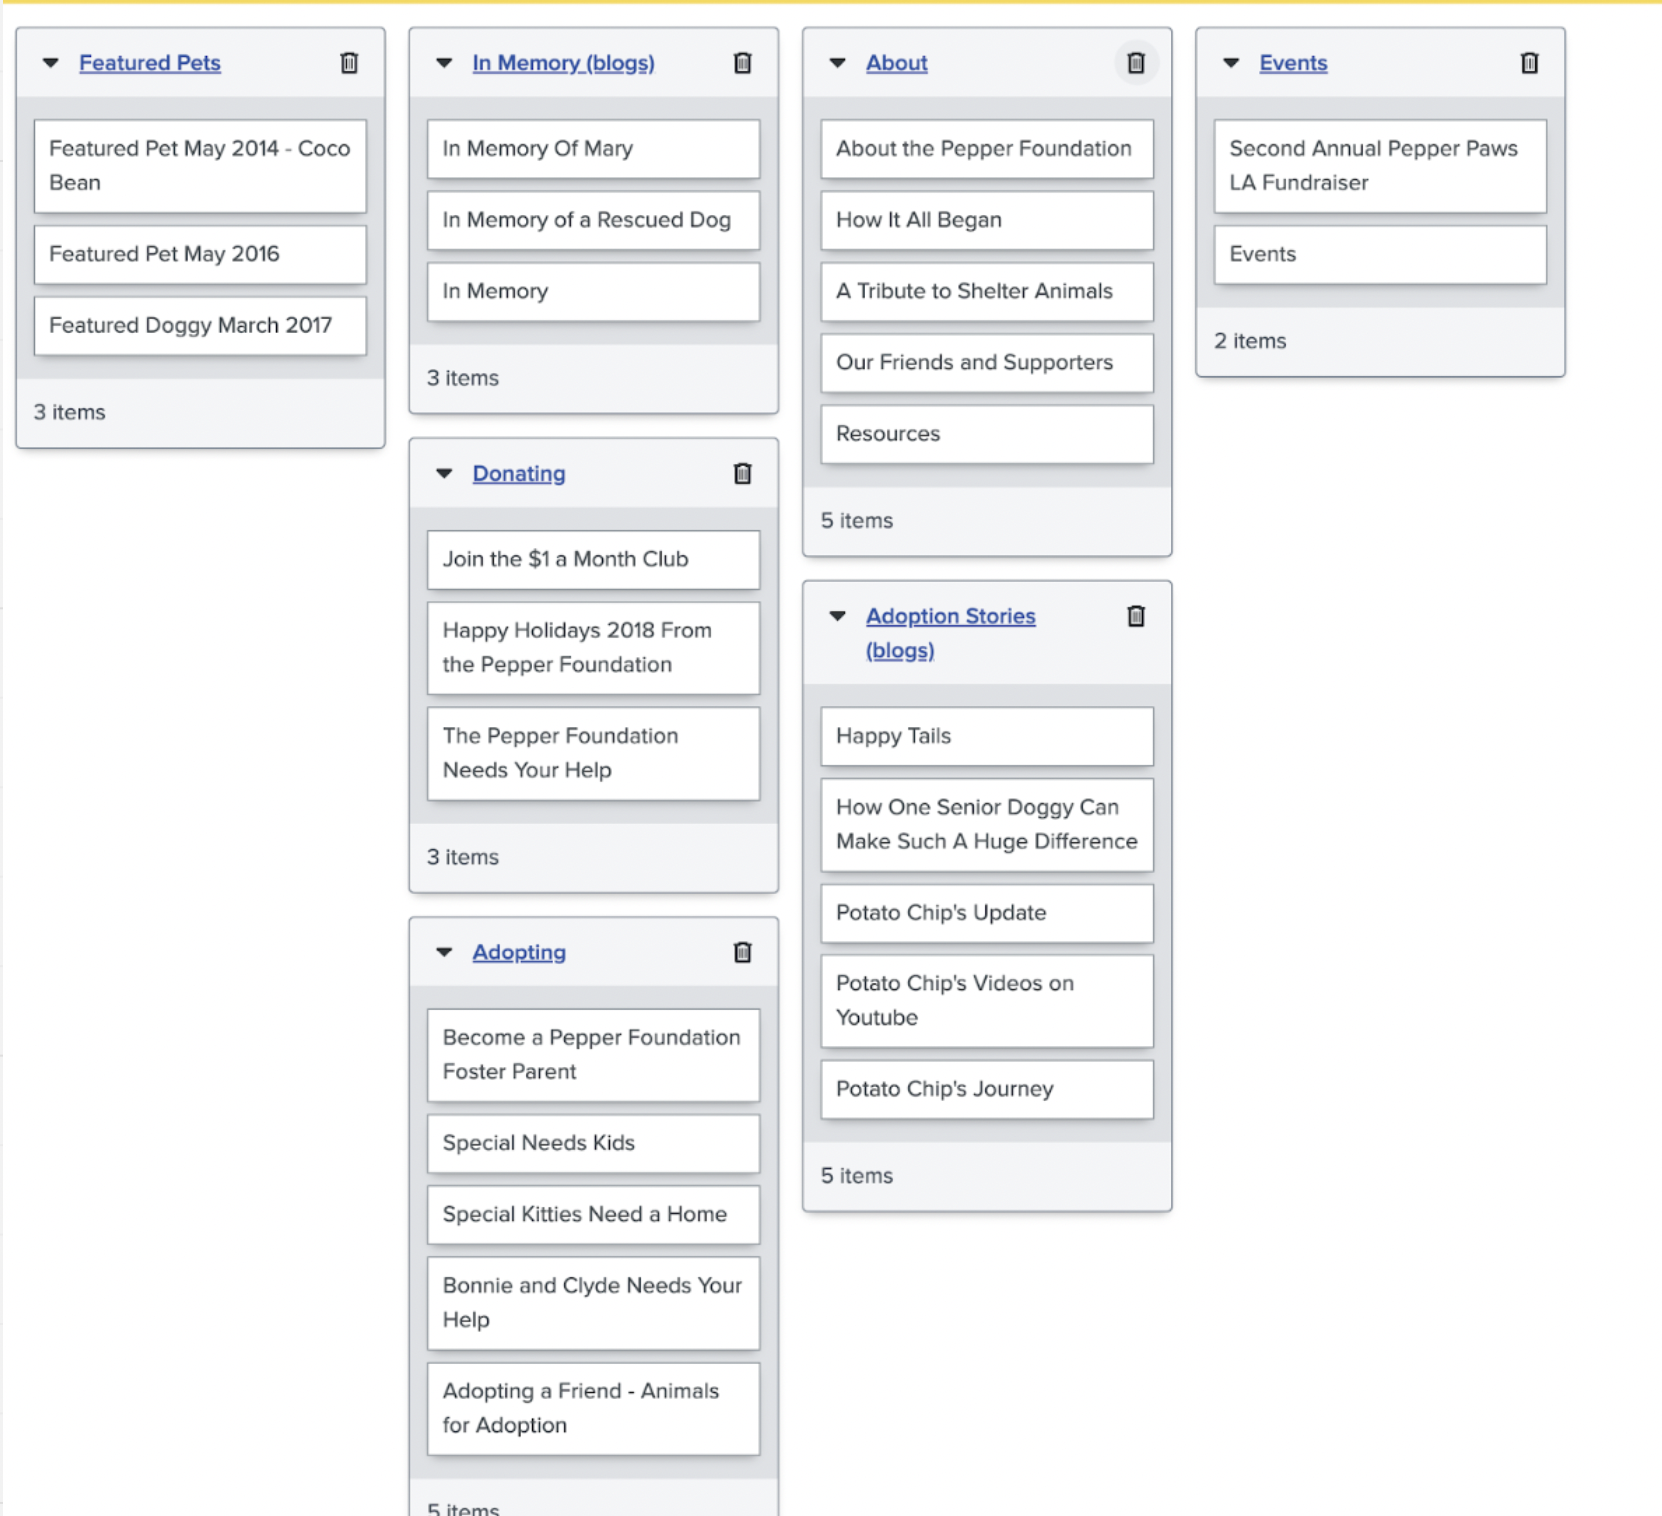 Featured Pets
Featured Pet May 2014 - Coco
Bean
Featured Pet May 2016
Featured Doggy March 2017
3 items
In Memory (blogs)
In Memory Of Mary
In Memory of a Rescued Dog
In Memory
3 items
Donating
Join the $1 a Month Club
Happy Holidays 2018 From
the Pepper Foundation
The Pepper Foundation
Needs Your Help
3 items
Adopting
Become a Pepper Foundation
Foster Parent
Special Needs Kids
Special Kitties Need a Home
Bonnie and Clyde Needs Your
Help
Adopting a Friend - Animals
for Adoption
5 items
About
About the Pepper Foundation
How It All Began
A Tribute to Shelter Animals
Our Friends and Supporters
Resources
5 items
Adoption Stories
(blogs)
Happy Tails
How One Senior Doggy Can
Make Such A Huge Difference
Potato Chip's Update
Potato Chip's Videos on
Youtube
Potato Chip's Journey
5 items
Events
Second Annual Pepper Paws
LA Fundraiser
Events
2 items